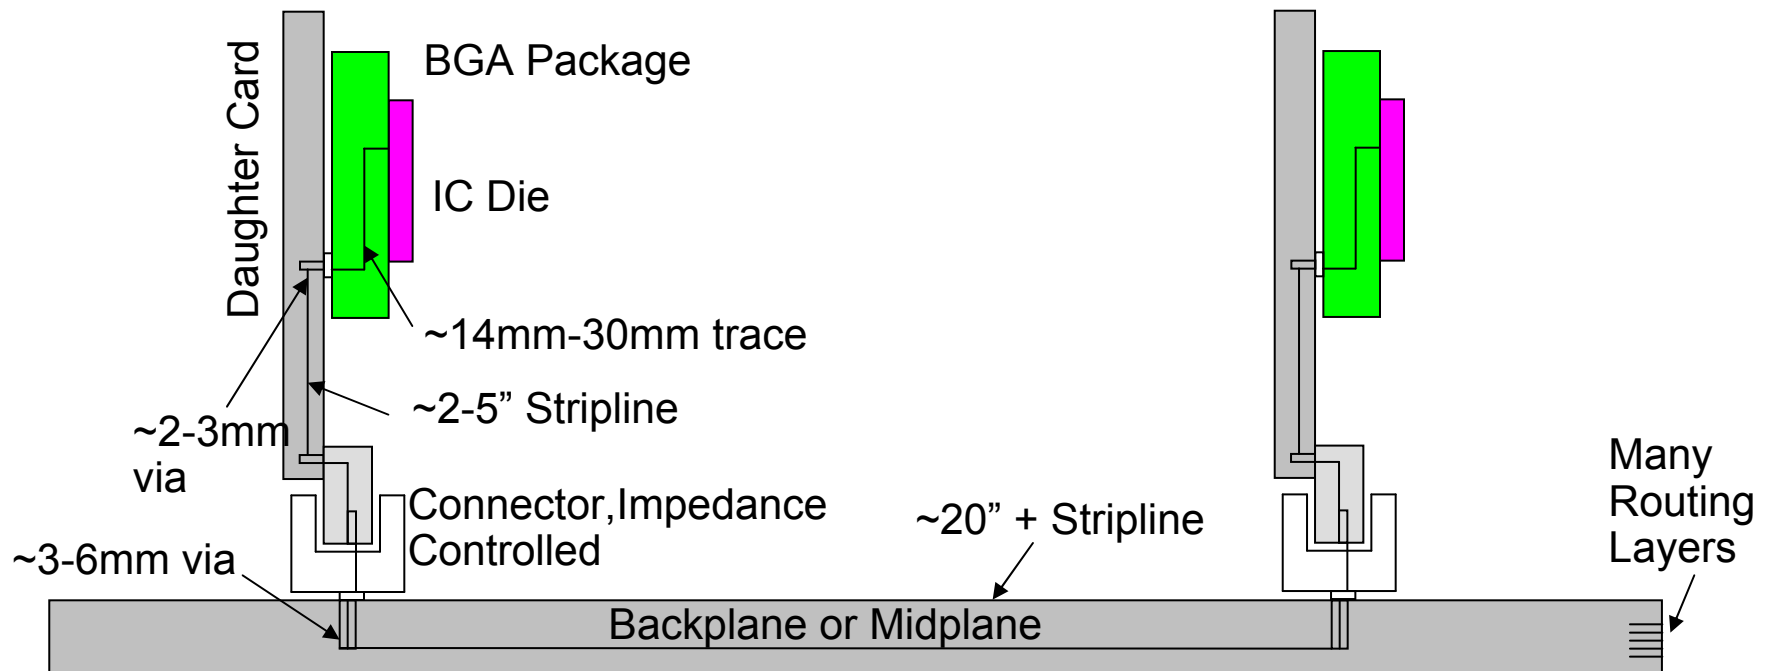 Daughter Card
BGA Package
IC Die
~14mm-30mm trace
~2-5” Stripline
~2-3mm
via
Connector,Impedance
Controlled
~3-6mm via
~20” + Stripline
Many
Routing
Layers
Backplane or Midplane